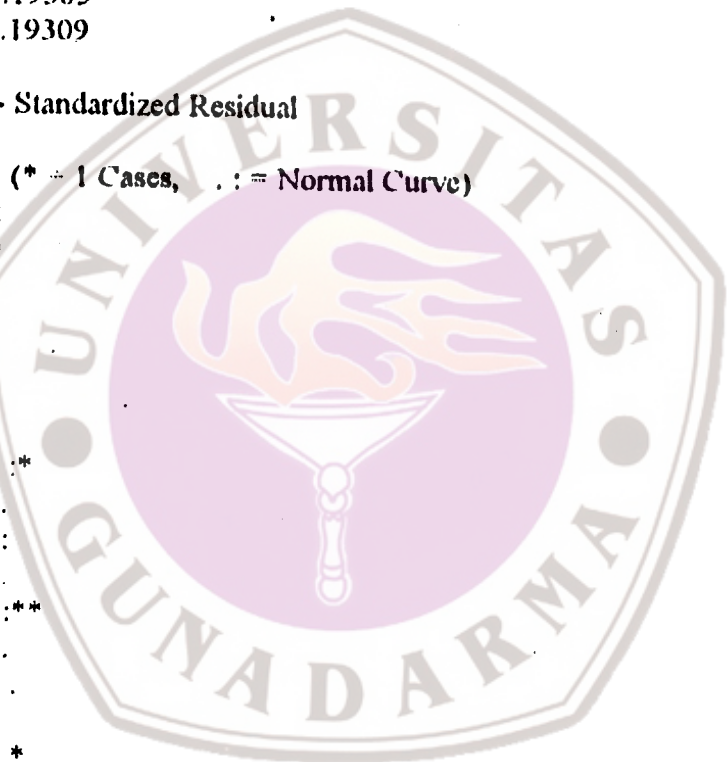 .19309
- Standardized Residual
(* = 1 Cases, . : = Normal Curve)
:*
.
:
.
:**
.
.
*
UNIVERSITAS
GUNADARMA